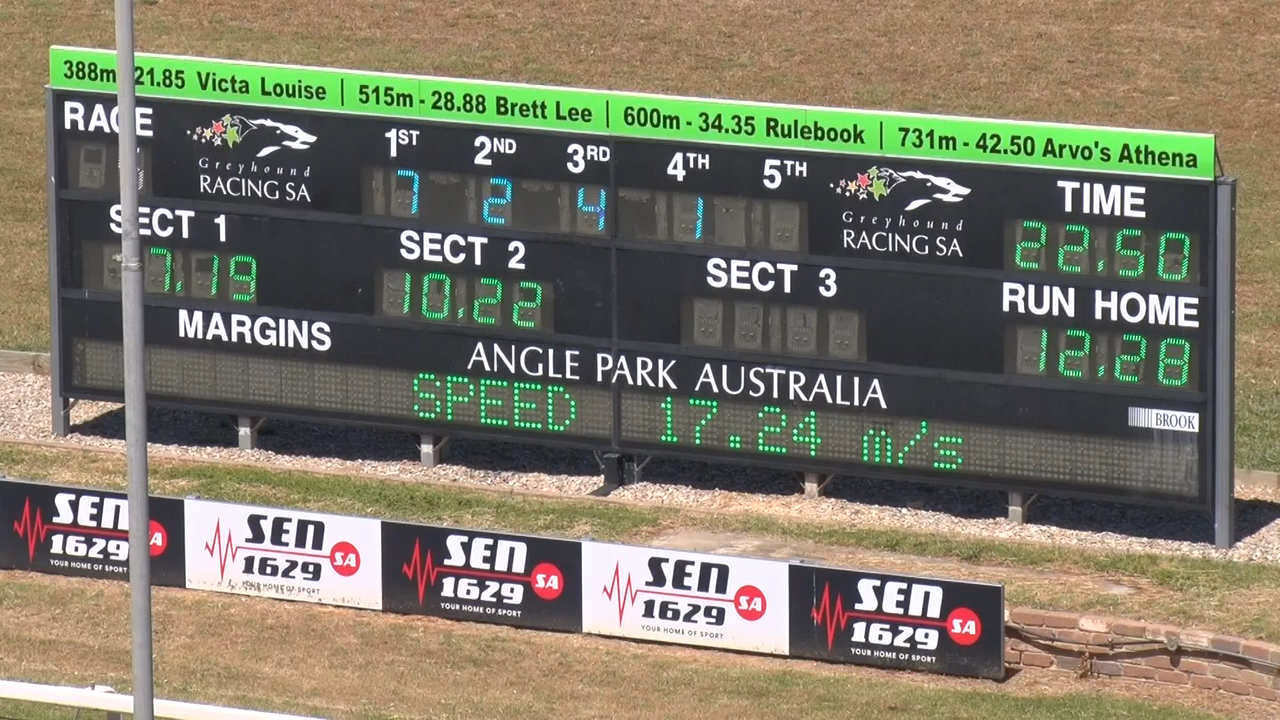 388m 21.85 Victa Louise | 515m - 28.88 Brett Lee | 600m - 34.35 Rulebook | 731m - 42.50 Arvo's Athena
RACE
Greyhound
RACING SA
1ST 2ND 3RD 4TH 5TH
7 2 4 1
Greyhound
RACING SA
TIME
22.50
SECT 1
7.19
SECT 2
10.22
SECT 3
RUN HOME
12.28
MARGINS
ANGLE PARK AUSTRALIA
BROOK
SPEED 17.24 m/s
SEN
1629
SA
YOUR HOME OF SPORT
SEN
1629
SA
YOUR HOME OF SPORT
SEN
1629
SA
YOUR HOME OF SPORT
SEN
1629
SA
YOUR HOME OF SPORT
SEN
1629
SA
YOUR HOME OF SPORT